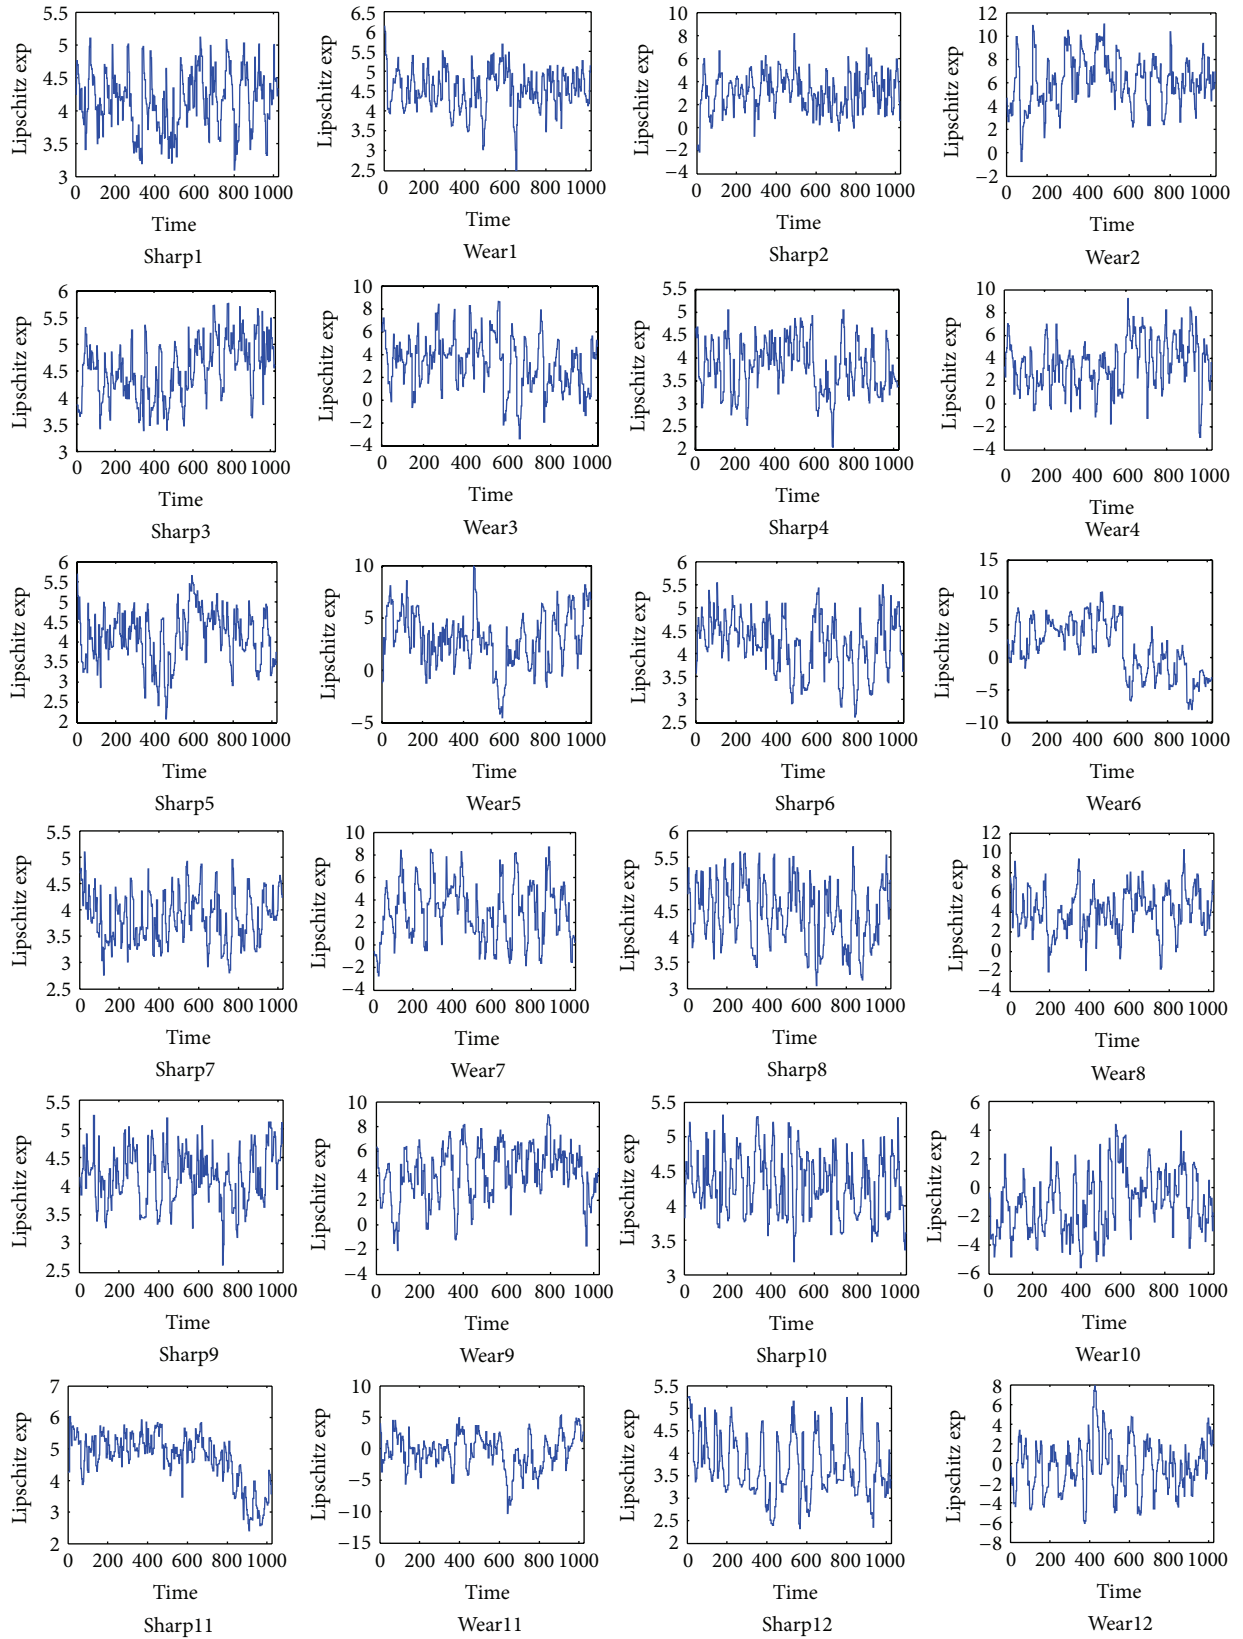 Lipschitz exp
5.5
5
4.5
4
3.5
3
0 200 400 600 800 1000
Time
Sharp1
Lipschitz exp
6.5
6
5.5
5
4.5
4
3.5
3
2.5
0 200 400 600 800 1000
Time
Wear1
Lipschitz exp
10
8
6
4
2
0
−2
−4
0 200 400 600 800 1000
Time
Sharp2
Lipschitz exp
12
10
8
6
4
2
0
−2
0 200 400 600 800 1000
Time
Wear2
Lipschitz exp
6
5.5
5
4.5
4
3.5
3
0 200 400 600 800 1000
Time
Sharp3
Lipschitz exp
10
8
6
4
2
0
−2
−4
0 200 400 600 800 1000
Time
Wear3
Lipschitz exp
5.5
5
4.5
4
3.5
3
2.5
2
0 200 400 600 800 1000
Time
Sharp4
Lipschitz exp
10
8
6
4
2
0
−2
−4
0 200 400 600 800 1000
Time
Wear4
Lipschitz exp
6
5.5
5
4.5
4
3.5
3
2.5
2
0 200 400 600 800 1000
Time
Sharp5
Lipschitz exp
10
5
0
−5
0 200 400 600 800 1000
Time
Wear5
Lipschitz exp
6
5.5
5
4.5
4
3.5
3
2.5
0 200 400 600 800 1000
Time
Sharp6
Lipschitz exp
15
10
5
0
−5
−10
0 200 400 600 800 1000
Time
Wear6
Lipschitz exp
5.5
5
4.5
4
3.5
3
2.5
0 200 400 600 800 1000
Time
Sharp7
Lipschitz exp
10
8
6
4
2
0
−2
−4
0 200 400 600 800 1000
Time
Wear7
Lipschitz exp
6
5.5
5
4.5
4
3.5
3
0 200 400 600 800 1000
Time
Sharp8
Lipschitz exp
12
10
8
6
4
2
0
−2
−4
0 200 400 600 800 1000
Time
Wear8
Lipschitz exp
5.5
5
4.5
4
3.5
3
2.5
0 200 400 600 800 1000
Time
Sharp9
Lipschitz exp
10
8
6
4
2
0
−2
−4
0 200 400 600 800 1000
Time
Wear9
Lipschitz exp
5.5
5
4.5
4
3.5
3
0 200 400 600 800 1000
Time
Sharp10
Lipschitz exp
6
4
2
0
−2
−4
−6
0 200 400 600 800 1000
Time
Wear10
Lipschitz exp
7
6
5
4
3
2
0 200 400 600 800 1000
Time
Sharp11
Lipschitz exp
10
5
0
−5
−10
−15
0 200 400 600 800 1000
Time
Wear11
Lipschitz exp
5.5
5
4.5
4
3.5
3
2.5
2
0 200 400 600 800 1000
Time
Sharp12
Lipschitz exp
8
6
4
2
0
−2
−4
−6
−8
0 200 400 600 800 1000
Time
Wear12